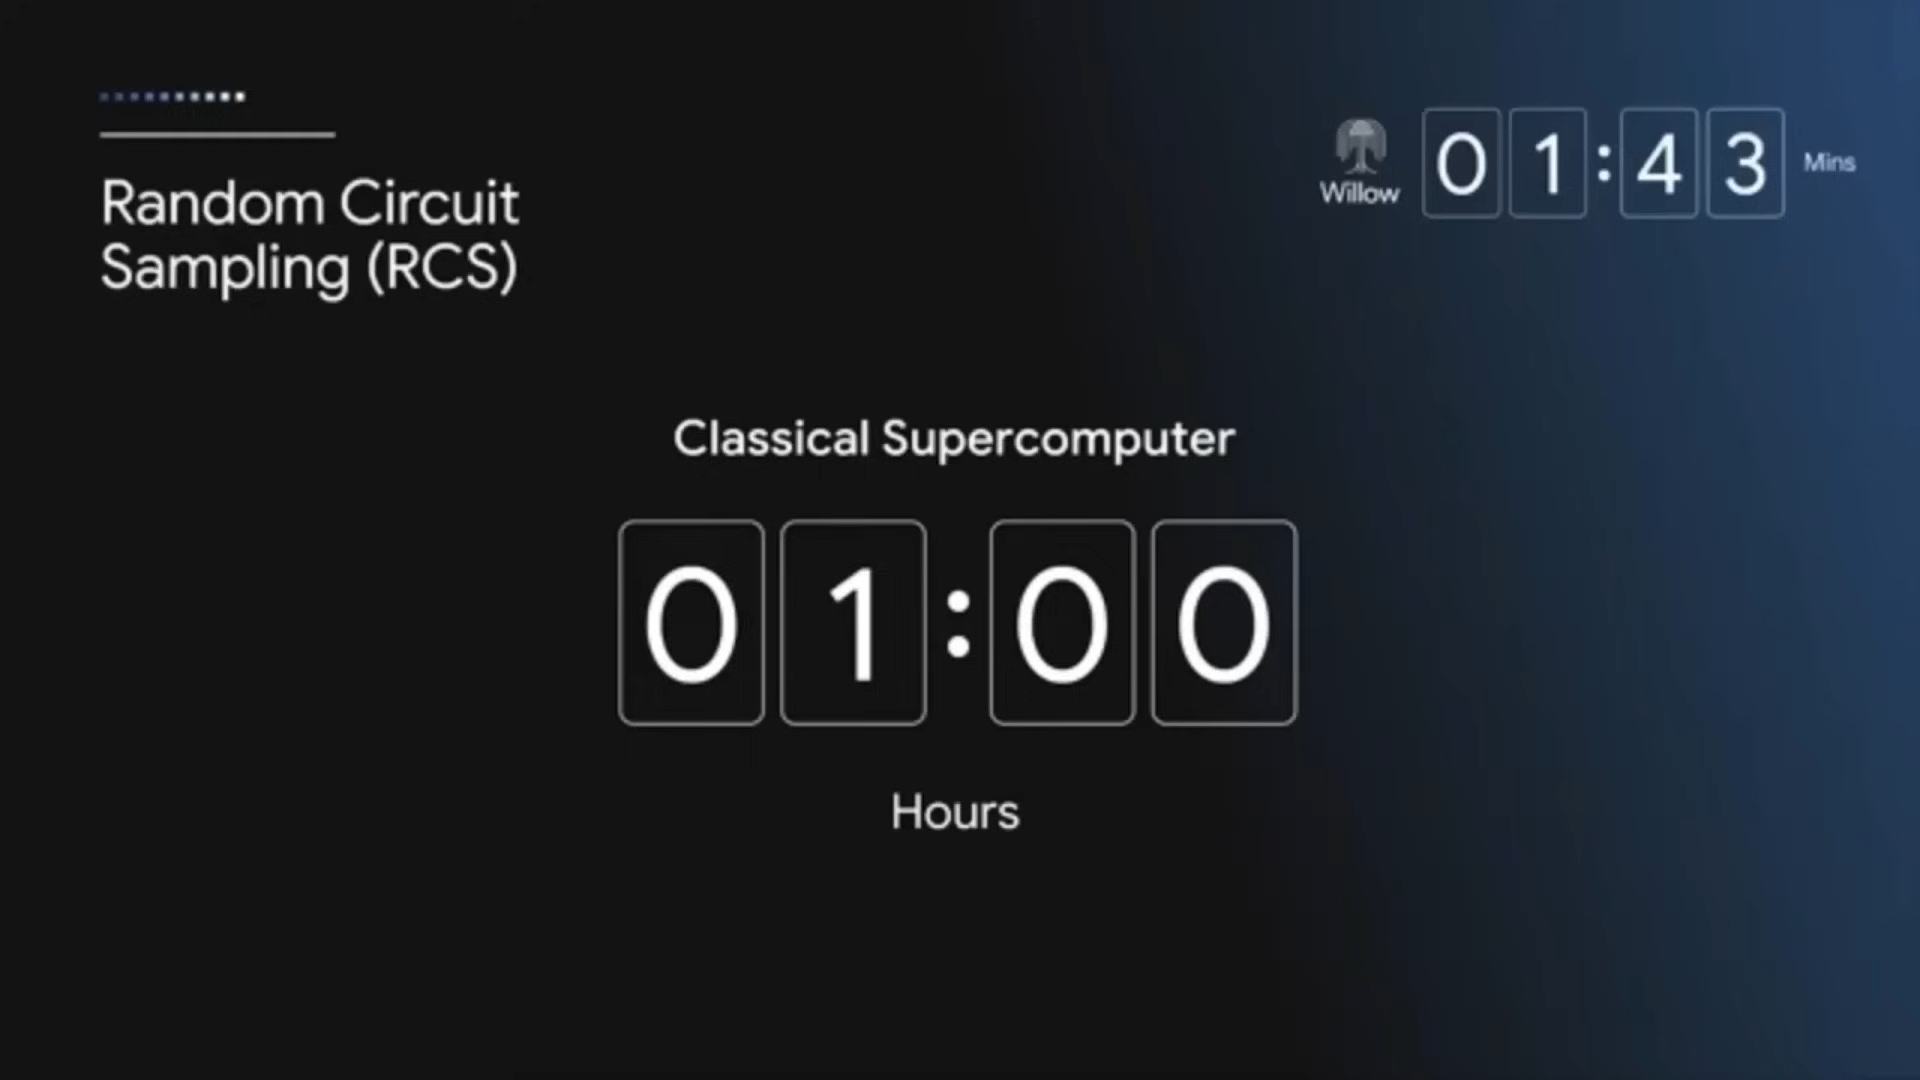 Random Circuit
Sampling (RCS)
Willow
01:43 Mins
Classical Supercomputer
01:00
Hours